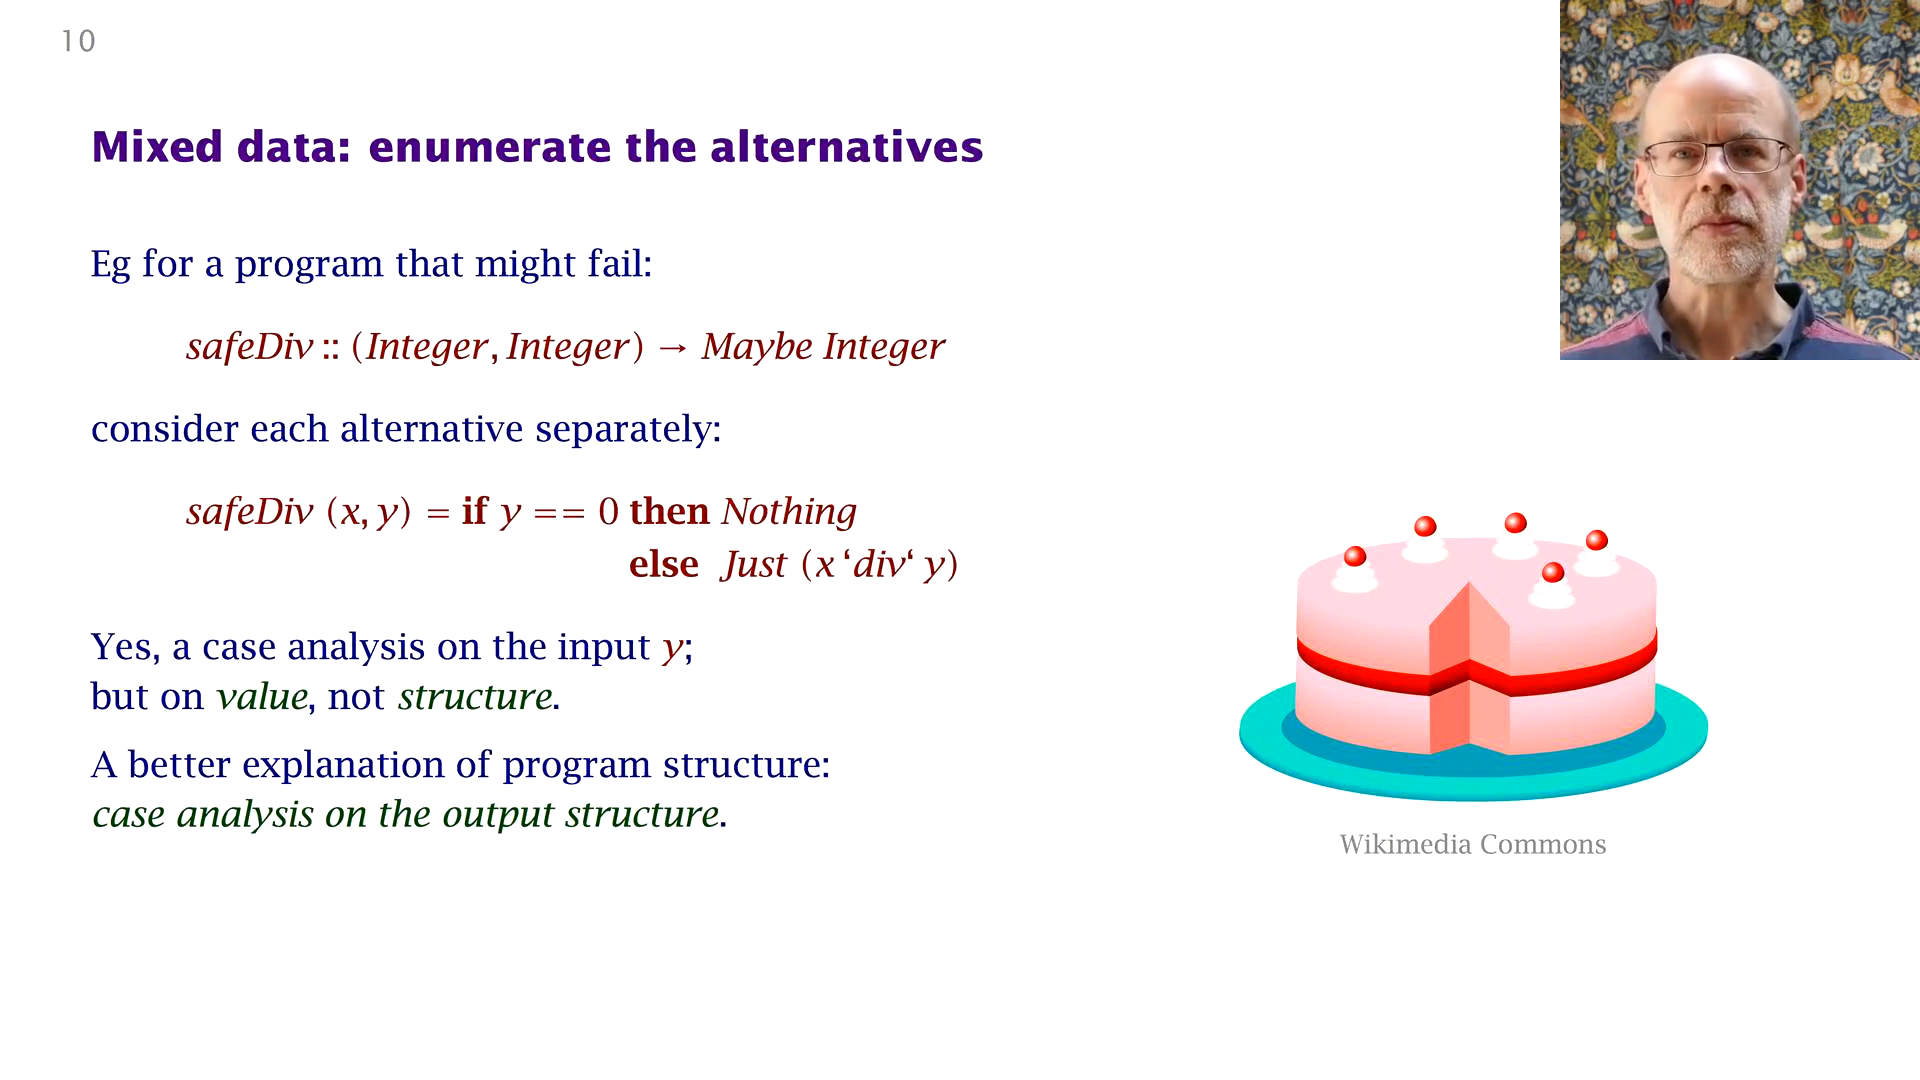 10
Mixed data: enumerate the alternatives
Eg for a program that might fail:
safeDiv :: (Integer, Integer) → Maybe Integer
consider each alternative separately:
safeDiv (x, y) = if y == 0 then Nothing
else Just (x ‘div‘ y)
Yes, a case analysis on the input y;
but on value, not structure.
A better explanation of program structure:
case analysis on the output structure.
Wikimedia Commons